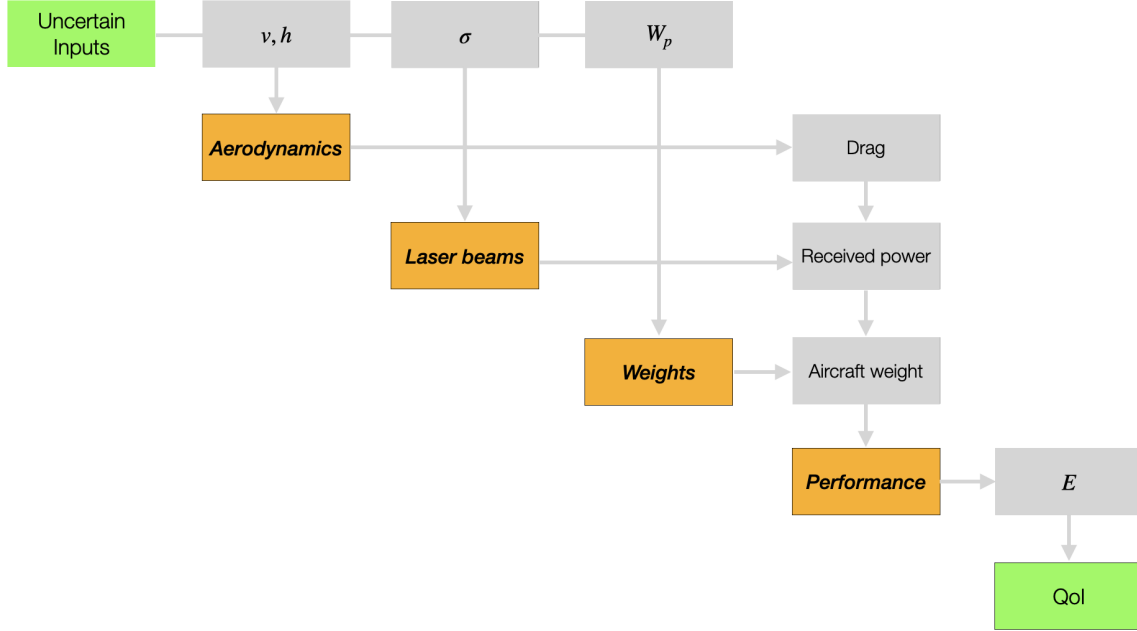 Uncertain
Inputs
v, h
σ
W_p
Aerodynamics
Drag
Laser beams
Received power
Weights
Aircraft weight
Performance
E
QoI